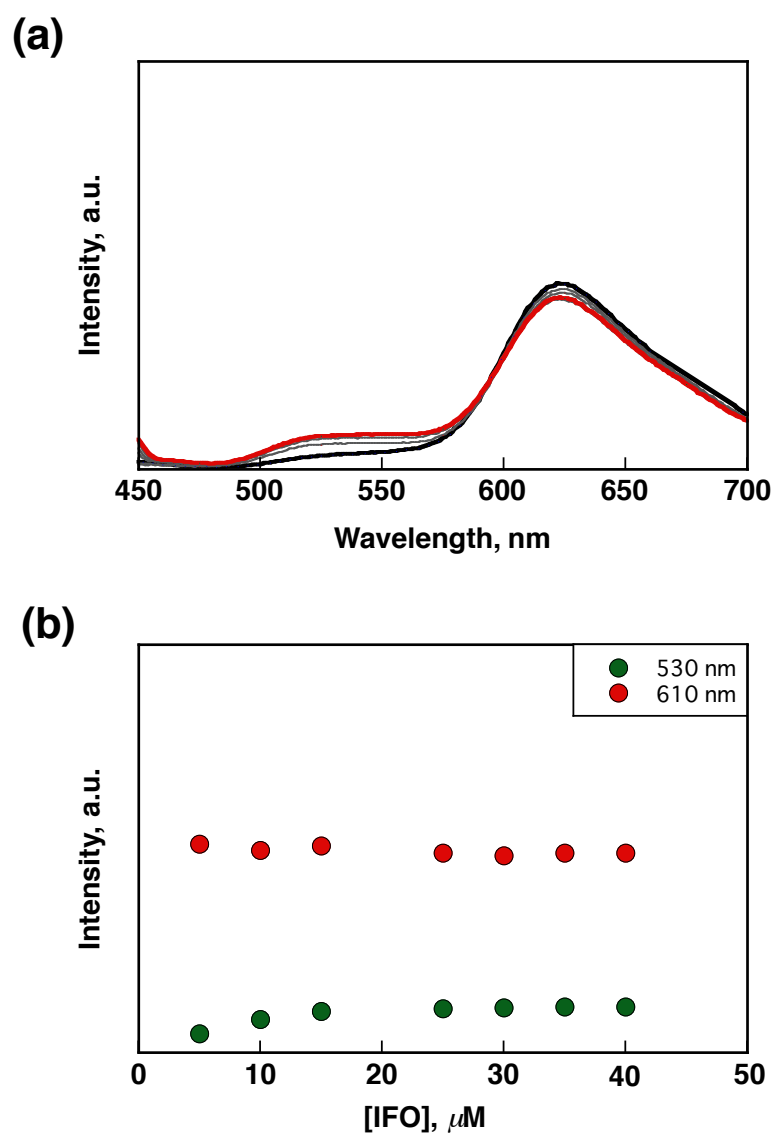 (a)
Intensity, a.u.
450 500 550 600 650 700
Wavelength, nm
(b)
530 nm
610 nm
Intensity, a.u.
0 10 20 30 40 50
[IFO], μM